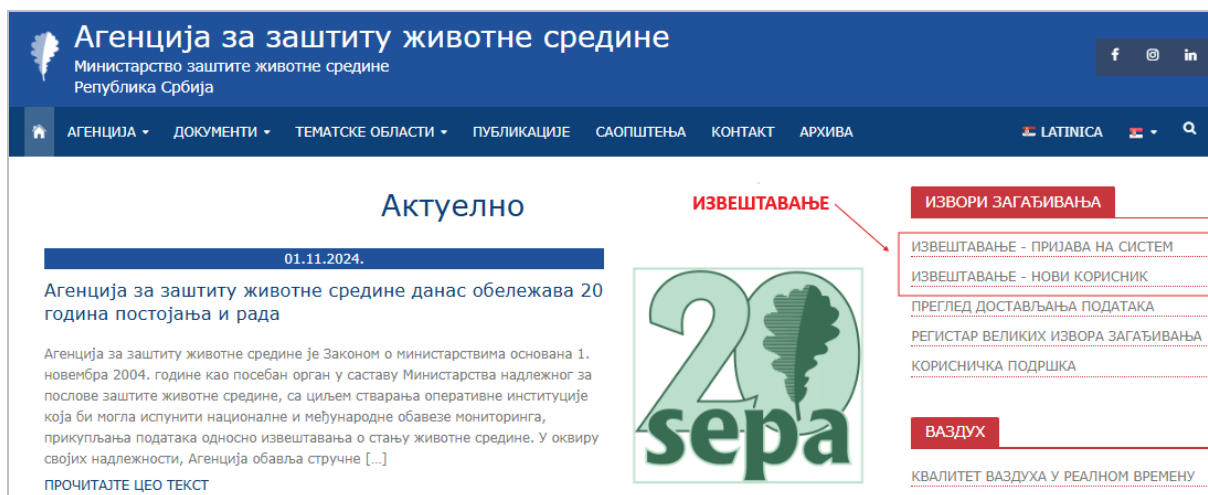 Агенција за заштиту животне средине
Министарство заштите животне средине
Република Србија
f
in
АГЕНЦИЈА
ДОКУМЕНТИ
ТЕМАТСКЕ ОБЛАСТИ
ПУБЛИКАЦИЈЕ
САОПШТЕЊА
КОНТАКТ
АРХИВА
LATINICA
Актуелно
01.11.2024.
Агенција за заштиту животне средине данас обележава 20
година постојања и рада
Агенција за заштиту животне средине је Законом о министарствима основана 1.
новембра 2004. године као посебан орган у саставу Министарства надлежног за
послове заштите животне средине, са циљем стварања оперативне институције
која би могла испунити националне и међународне обавезе мониторинга,
прикупљања података односно извештавања о стању животне средине. У оквиру
својих надлежности, Агенција обавља стручне […]
ПРОЧИТАЈТЕ ЦЕО ТЕКСТ
20
sepa
ИЗВЕШТАВАЊЕ
ИЗВОРИ ЗАГАЂИВАЊА
ИЗВЕШТАВАЊЕ - ПРИЈАВА НА СИСТЕМ
ИЗВЕШТАВАЊЕ - НОВИ КОРИСНИК
ПРЕГЛЕД ДОСТАВЉАЊА ПОДАТАКА
РЕГИСТАР ВЕЛИКИХ ИЗВОРА ЗАГАЂИВАЊА
КОРИСНИЧКА ПОДРШКА
ВАЗДУХ
КВАЛИТЕТ ВАЗДУХА У РЕАЛНОМ ВРЕМЕНУ